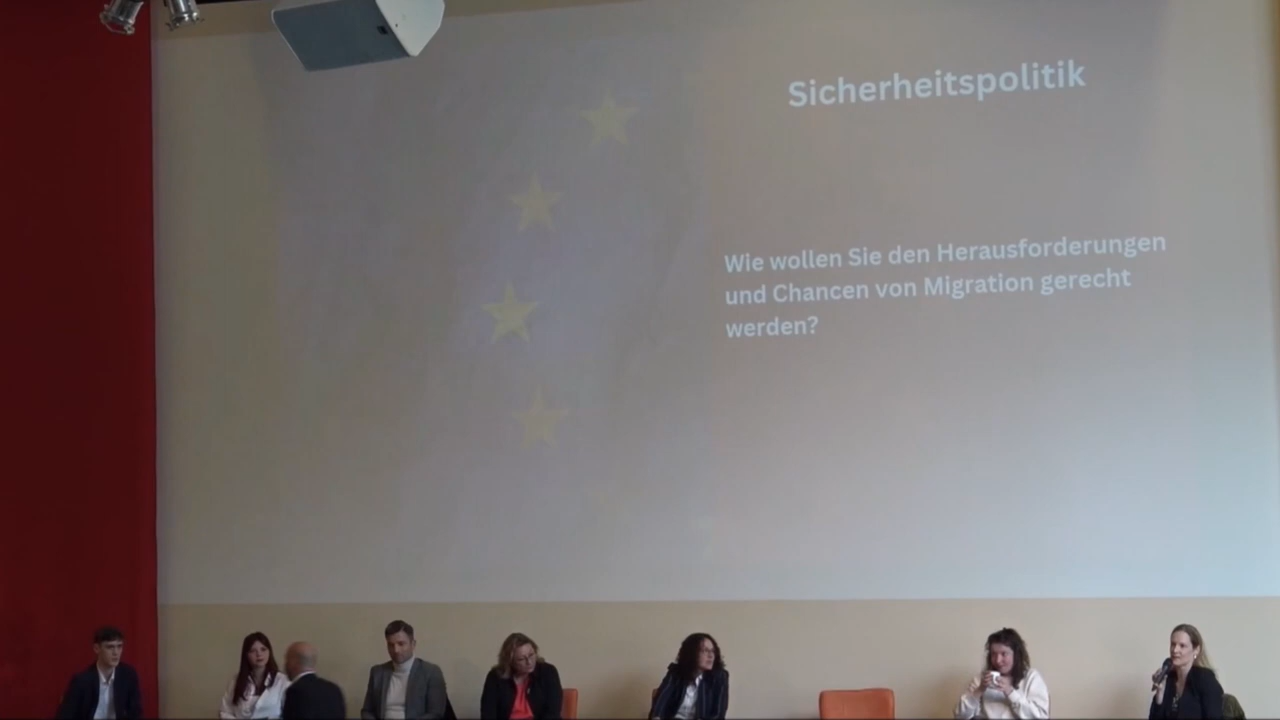 Sicherheitspolitik
Wie wollen Sie den Herausforderungen
und Chancen von Migration gerecht
werden?